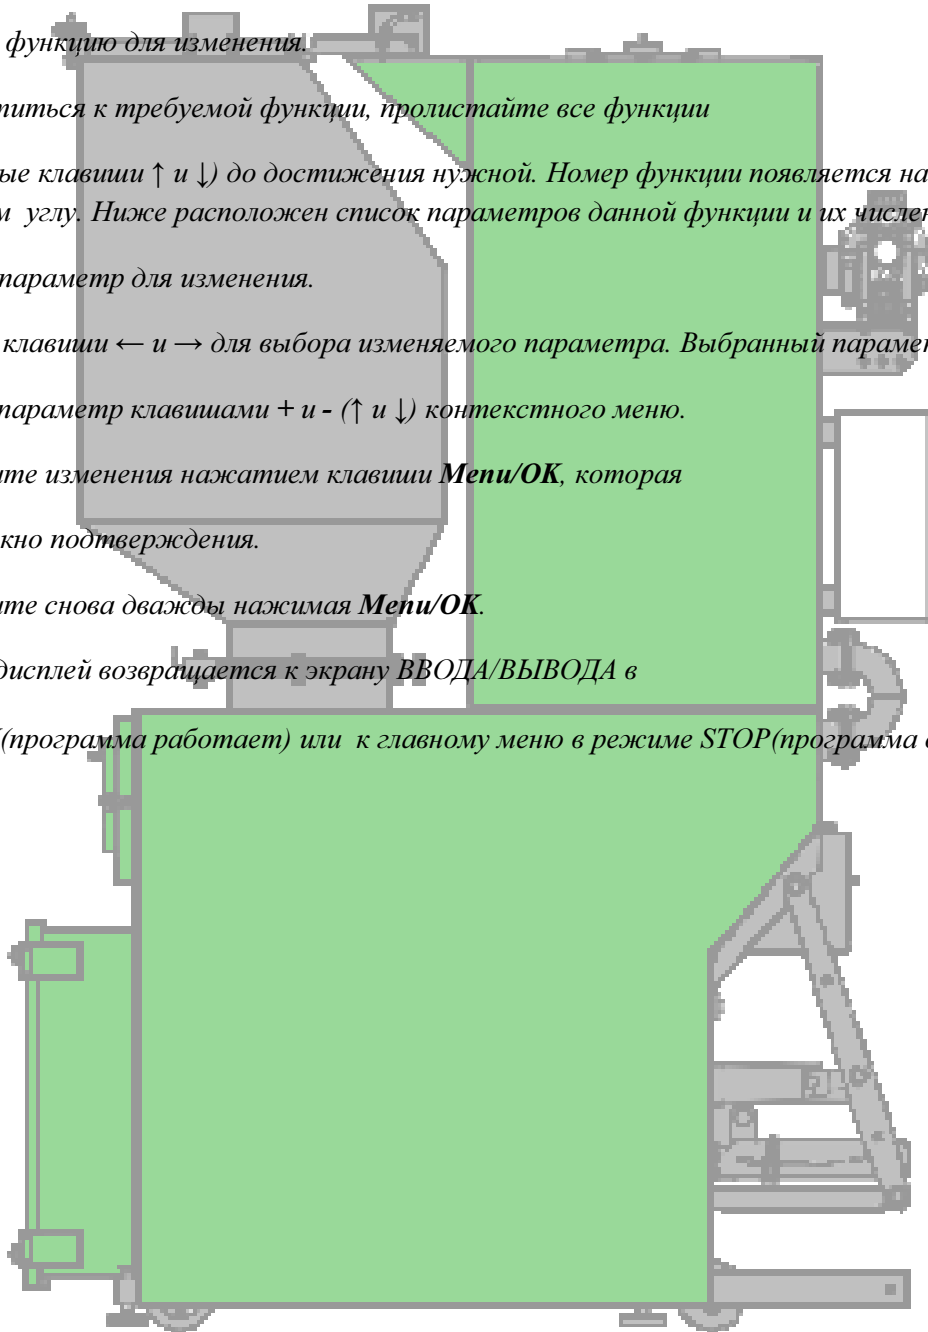 функцию для изменения.
титься к требуемой функции, пролистайте все функции
ые клавиши ↑ и ↓) до достижения нужной. Номер функции появляется на
м углу. Ниже расположен список параметров данной функции и их числен
параметр для изменения.
клавиши ← и → для выбора изменяемого параметра. Выбранный парамет
параметр клавишами + и - (↑ и ↓) контекстного меню.
ите изменения нажатием клавиши Menu/OK, которая
кно подтверждения.
ите снова дважды нажимая Menu/OK.
дисплей возвращается к экрану ВВОДА/ВЫВОДА в
(программа работает) или к главному меню в режиме STOP(программа